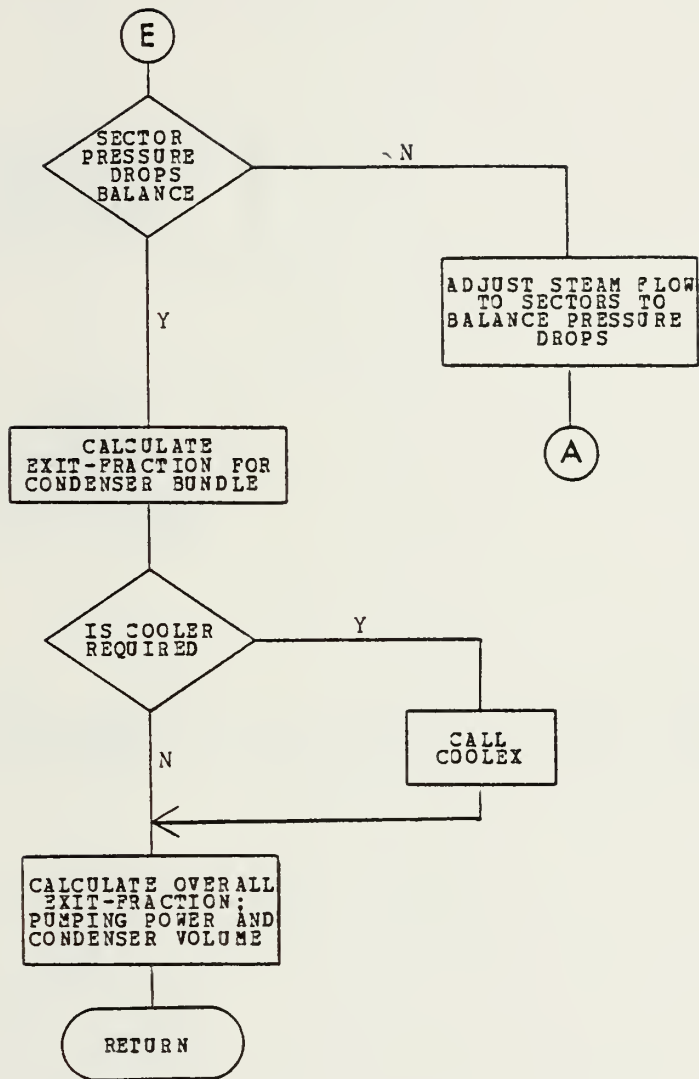 E
SECTOR
PRESSURE
DROPS
BALANCE
N
ADJUST STEAM FLOW
TO SECTORS TO
BALANCE PRESSURE
DROPS
A
Y
CALCULATE
EXIT-FRACTION FOR
CONDENSER BUNDLE
IS COOLER
REQUIRED
Y
CALL
COOLEX
N
CALCULATE OVERALL
EXIT-FRACTION;
PUMPING POWER AND
CONDENSER VOLUME
RETURN